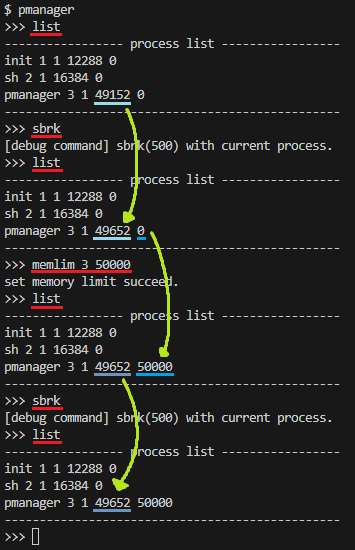 $ pmanager
>>> list
----------------- process list -----------------
init 1 1 12288 0
sh 2 1 16384 0
pmanager 3 1 49152 0
------------------------------------------------
>>> sbrk
[debug command] sbrk(500) with current process.
>>> list
----------------- process list -----------------
init 1 1 12288 0
sh 2 1 16384 0
pmanager 3 1 49652 0
------------------------------------------------
>>> memlim 3 50000
set memory limit succeed.
>>> list
----------------- process list -----------------
init 1 1 12288 0
sh 2 1 16384 0
pmanager 3 1 49652 50000
------------------------------------------------
>>> sbrk
[debug command] sbrk(500) with current process.
>>> list
----------------- process list -----------------
init 1 1 12288 0
sh 2 1 16384 0
pmanager 3 1 49652 50000
------------------------------------------------
>>>